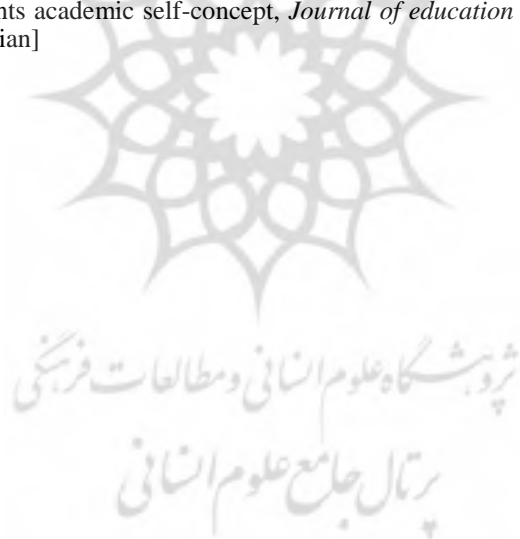 nts academic self-concept, Journal of education
ian]
پژوهشگاه علوم انسانی و مطالعات فرهنگی
پرتال جامع علوم انسانی